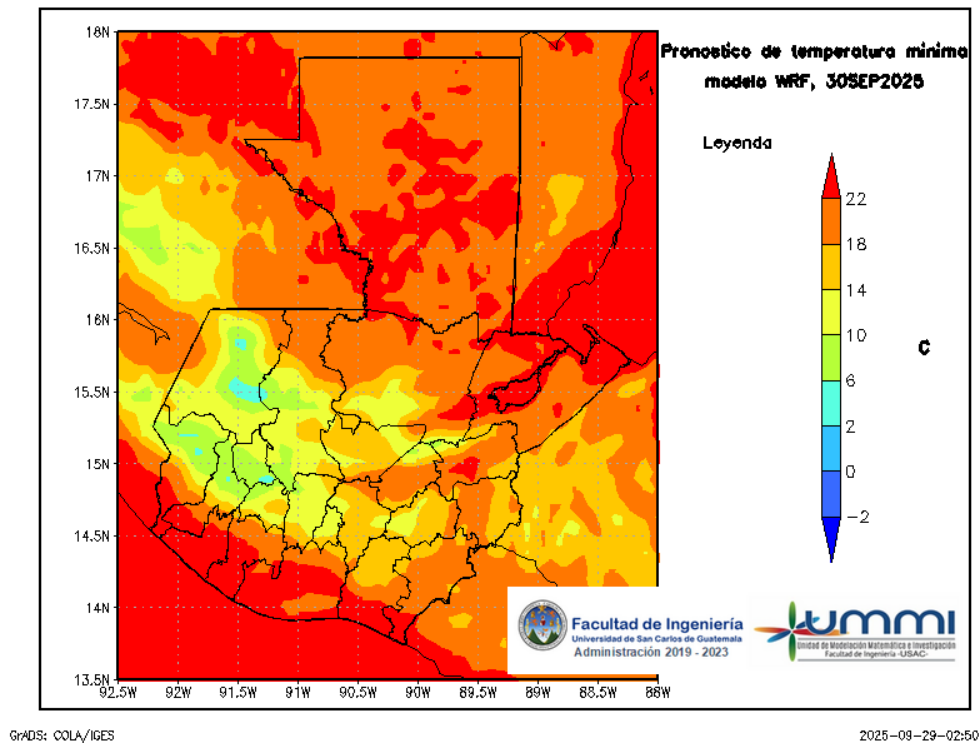 Pronostico de temperatura minima
modelo WRF, 30SEP2025
Leyenda
22
18
14
10
6
2
0
−2
C
18N
17.5N
17N
16.5N
16N
15.5N
15N
14.5N
14N
13.5N
92.5W 92W 91.5W 91W 90.5W 90W 89.5W 89W 88.5W 88W
Facultad de Ingeniería
Universidad de San Carlos de Guatemala
Administración 2019 - 2023
ummi
Unidad de Modelación Matemática e Investigación
Facultad de Ingeniería -USAC-
GrADS: COLA/IGES
2025-09-29-02:50